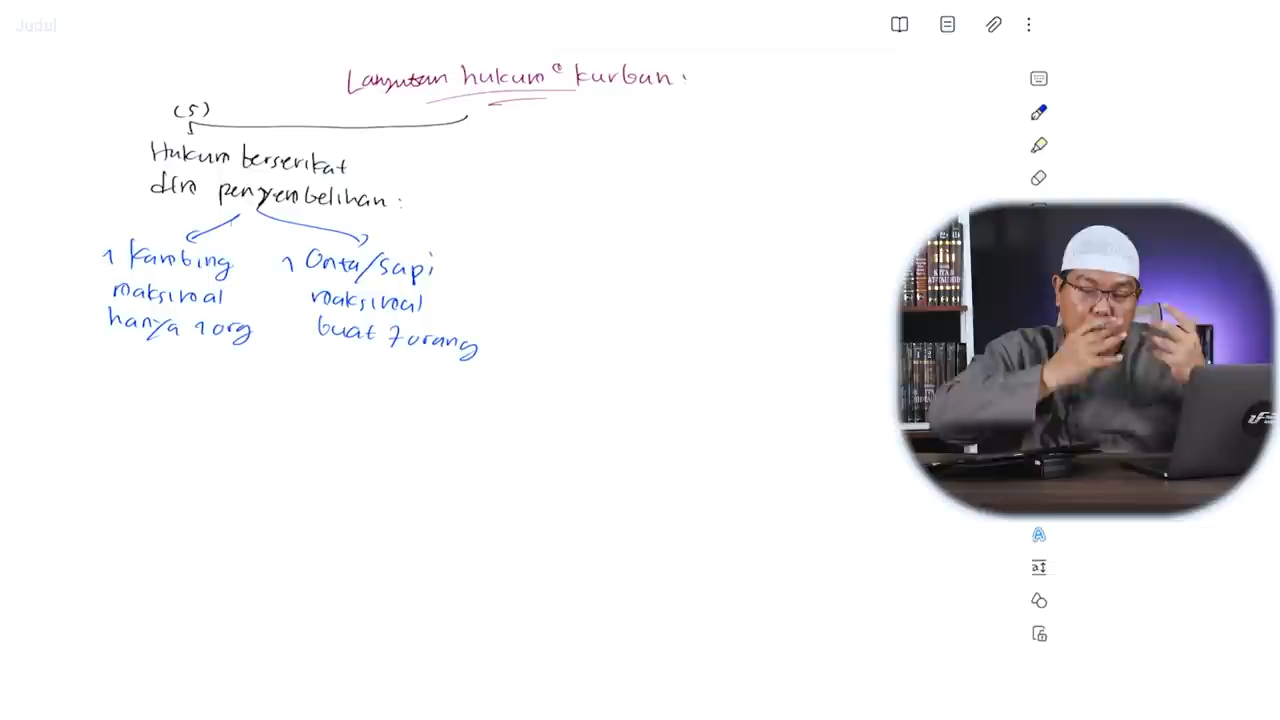 Judul
Lanjutan hukum² kurban.
(5)
Hukum berserikat
dlm penyembelihan :
1 kambing
maksimal
hanya 1 org
1 Onta/sapi
maksimal
buat 7 orang